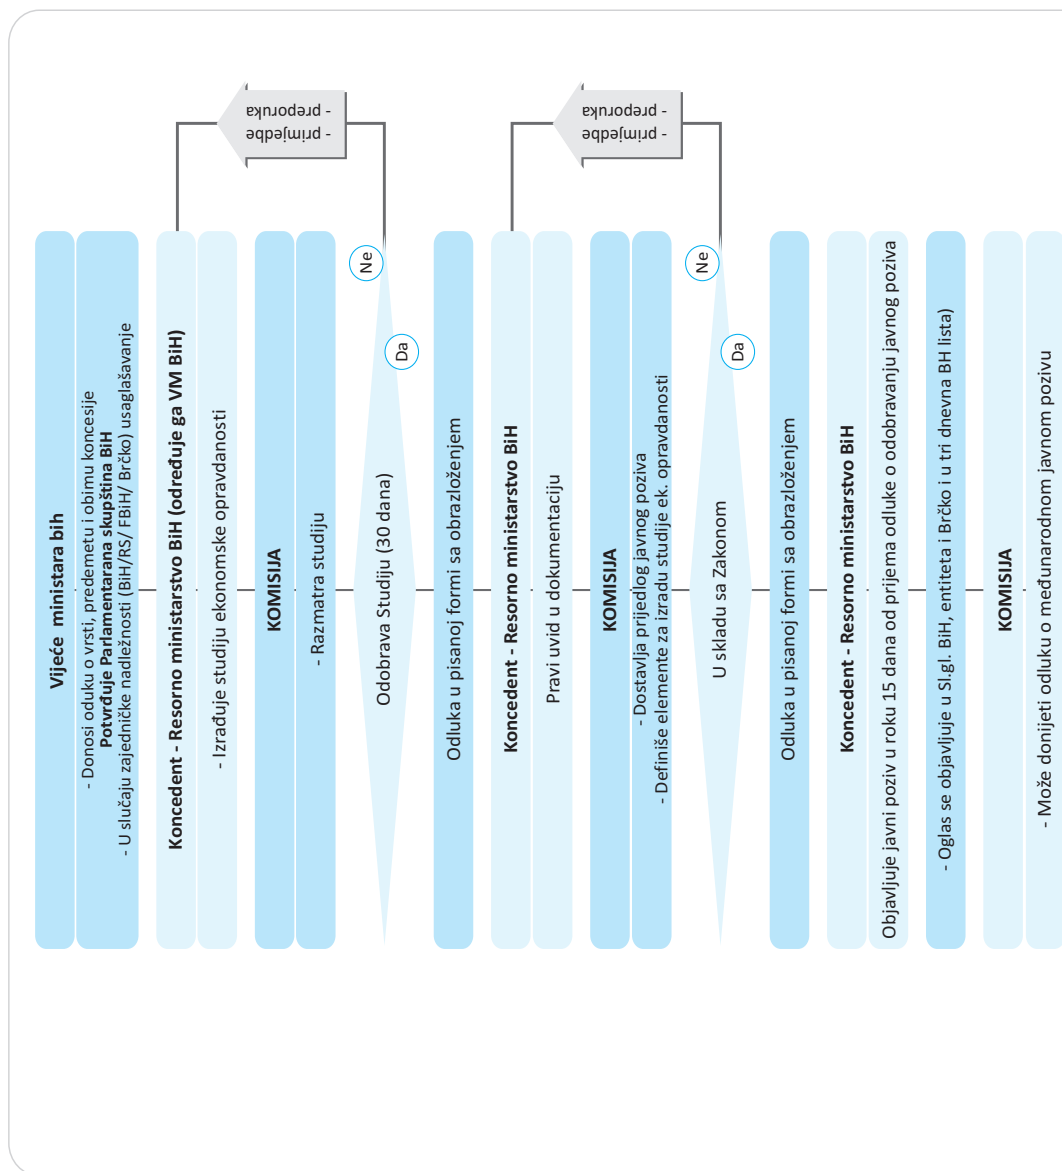 Vijeće ministara bih
- Donosi oduku o vrsti, predemetu i obimu koncesije
Potvrđuje Parlamentarana skupština BiH
- U slučaju zajedničke nadležnosti (BiH/RS/ FBiH/ Brčko) usaglašavanje
Koncedent - Resorno ministarstvo BiH (određuje ga VM BiH)
- Izrađuje studiju ekonomske opravdanosti
- primjedbe
- preporuka
KOMISIJA
- Razmatra studiju
Odobrava Studiju (30 dana)
Ne
Da
Odluka u pisanoj formi sa obrazloženjem
Koncedent - Resorno ministarstvo BiH
Pravi uvid u dokumentaciju
- primjedbe
- preporuka
KOMISIJA
- Dostavlja prijedlog javnog poziva
- Definiše elemente za izradu studije ek. opravdanosti
U skladu sa Zakonom
Ne
Da
Odluka u pisanoj formi sa obrazloženjem
Koncedent - Resorno ministarstvo BiH
Objavljuje javni poziv u roku 15 dana od prijema odluke o odobravanju javnog poziva
- Oglas se objavljuje u Sl.gl. BiH, entiteta i Brčko i u tri dnevna BH lista)
KOMISIJA
- Može donijeti odluku o međunarodnom javnom pozivu